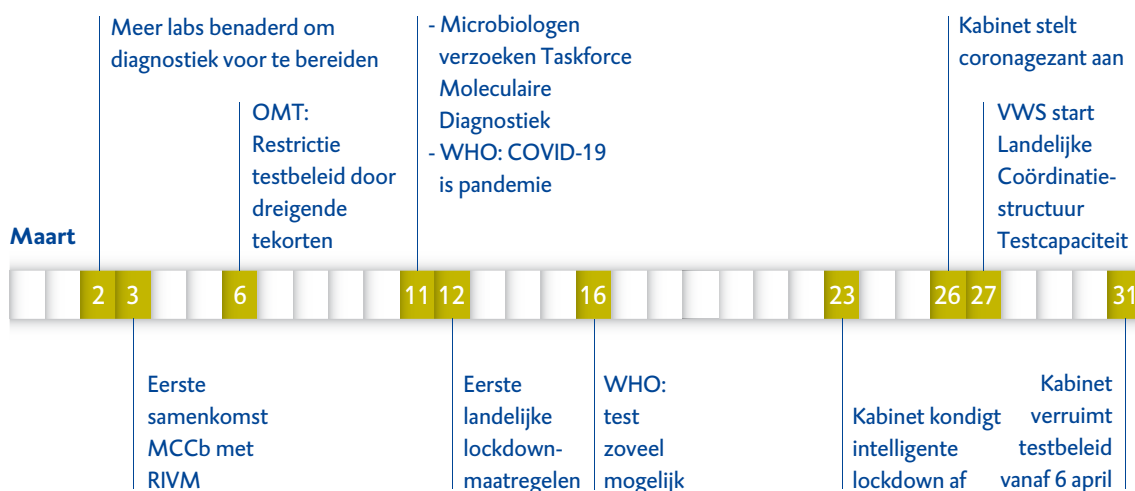 Meer labs benaderd om
diagnostiek voor te bereiden
OMT:
Restrictie
testbeleid door
dreigende
tekorten
- Microbiologen
verzoeken Taskforce
Moleculaire
Diagnostiek
- WHO: COVID-19
is pandemie
Kabinet stelt
coronagezant aan
VWS start
Landelijke
Coördinatie-
structuur
Testcapaciteit
Maart
2 3 6 11 12 16 23 26 27 31
Eerste
samenkomst
MCCb met
RIVM
Eerste
landelijke
lockdown-
maatregelen
WHO:
test
zoveel
mogelijk
Kabinet kondigt
intelligente
lockdown af
Kabinet
verruimt
testbeleid
vanaf 6 april